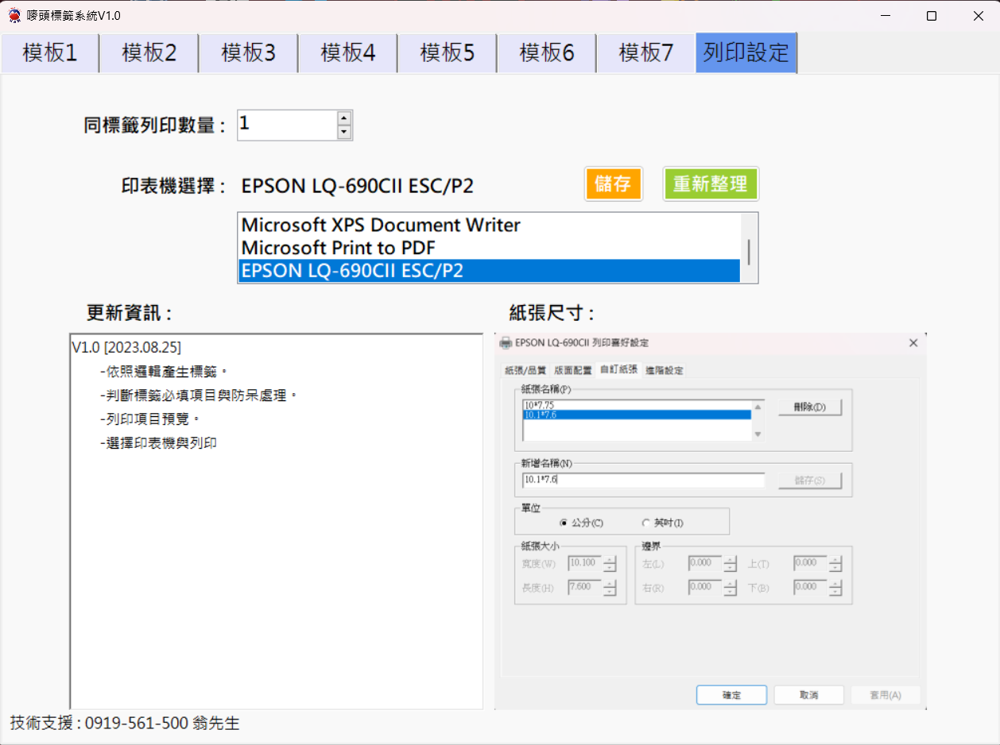 嘜頭標籤系統V1.0
模板1 模板2 模板3 模板4 模板5 模板6 模板7 列印設定
同標籤列印數量 : 1
印表機選擇 : EPSON LQ-690CII ESC/P2 儲存 重新整理
Microsoft XPS Document Writer
Microsoft Print to PDF
EPSON LQ-690CII ESC/P2
更新資訊 :
V1.0 [2023.08.25]
-依照邏輯產生標籤。
-判斷標籤必填項目與防呆處理。
-列印項目預覽。
-選擇印表機與列印
紙張尺寸 :
EPSON LQ-690CII 列印喜好設定
紙張/品質 版面配置 自訂紙張 進階設定
紙張名稱(P)
10*7.75
10.1*7.6
刪除(D)
新增名稱(N)
10.1*7.6 儲存(S)
單位
公分(C) 英吋(I)
紙張大小 邊界
寬度(W) 10.100 左(L) 0.000 上(T) 0.000
長度(H) 7.600 右(R) 0.000 下(B) 0.000
確定 取消 套用(A)
技術支援 : 0919-561-500 翁先生